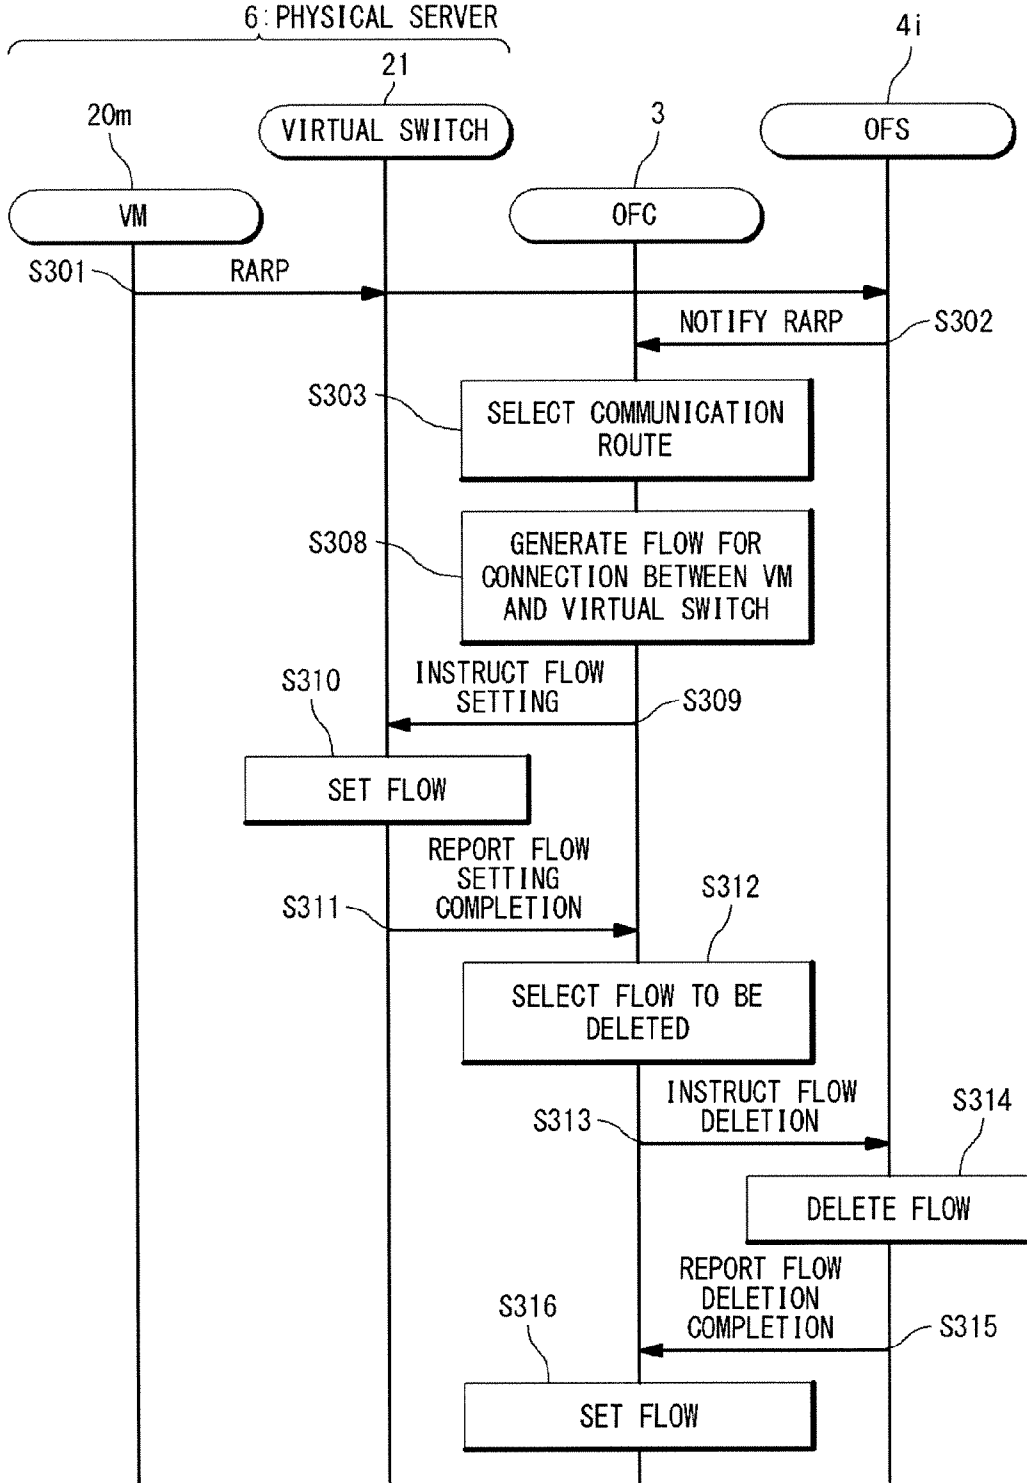 6:PHYSICAL SERVER
4i
21
20m
VIRTUAL SWITCH
3
OFS
VM
OFC
S301
RARP
NOTIFY RARP
S302
S303
SELECT COMMUNICATION
ROUTE
S308
GENERATE FLOW FOR
CONNECTION BETWEEN VM
AND VIRTUAL SWITCH
INSTRUCT FLOW
SETTING
S309
S310
SET FLOW
REPORT FLOW
SETTING
COMPLETION
S311
S312
SELECT FLOW TO BE
DELETED
INSTRUCT FLOW
DELETION
S313
S314
DELETE FLOW
REPORT FLOW
DELETION
COMPLETION
S315
S316
SET FLOW